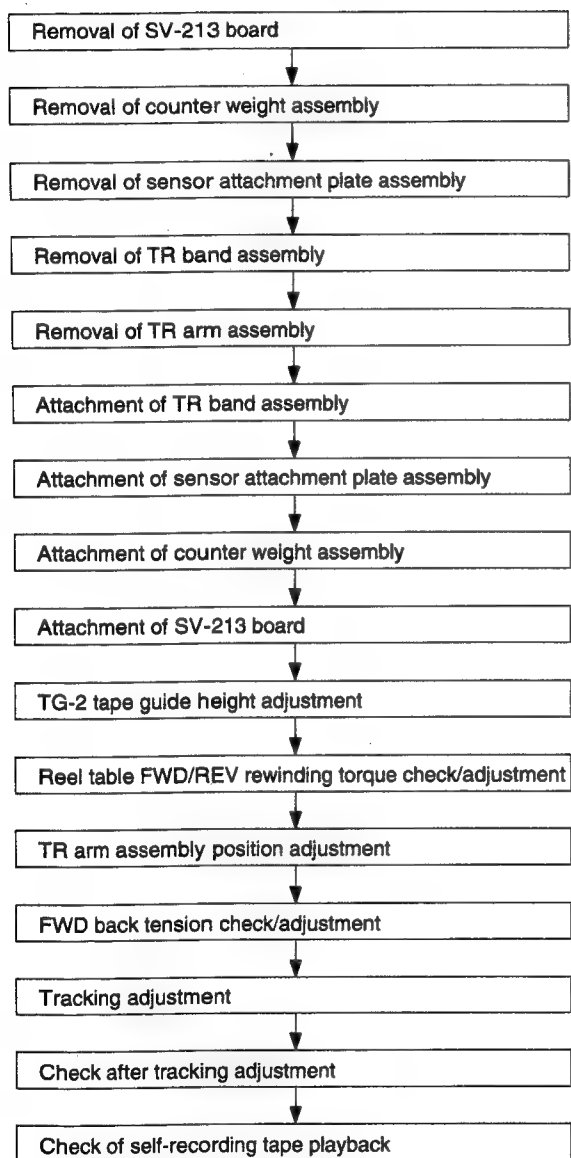 Removal of SV-213 board
Removal of counter weight assembly
Removal of sensor attachment plate assembly
Removal of TR band assembly
Removal of TR arm assembly
Attachment of TR band assembly
Attachment of sensor attachment plate assembly
Attachment of counter weight assembly
Attachment of SV-213 board
TG-2 tape guide height adjustment
Reel table FWD/REV rewinding torque check/adjustment
TR arm assembly position adjustment
FWD back tension check/adjustment
Tracking adjustment
Check after tracking adjustment
Check of self-recording tape playback